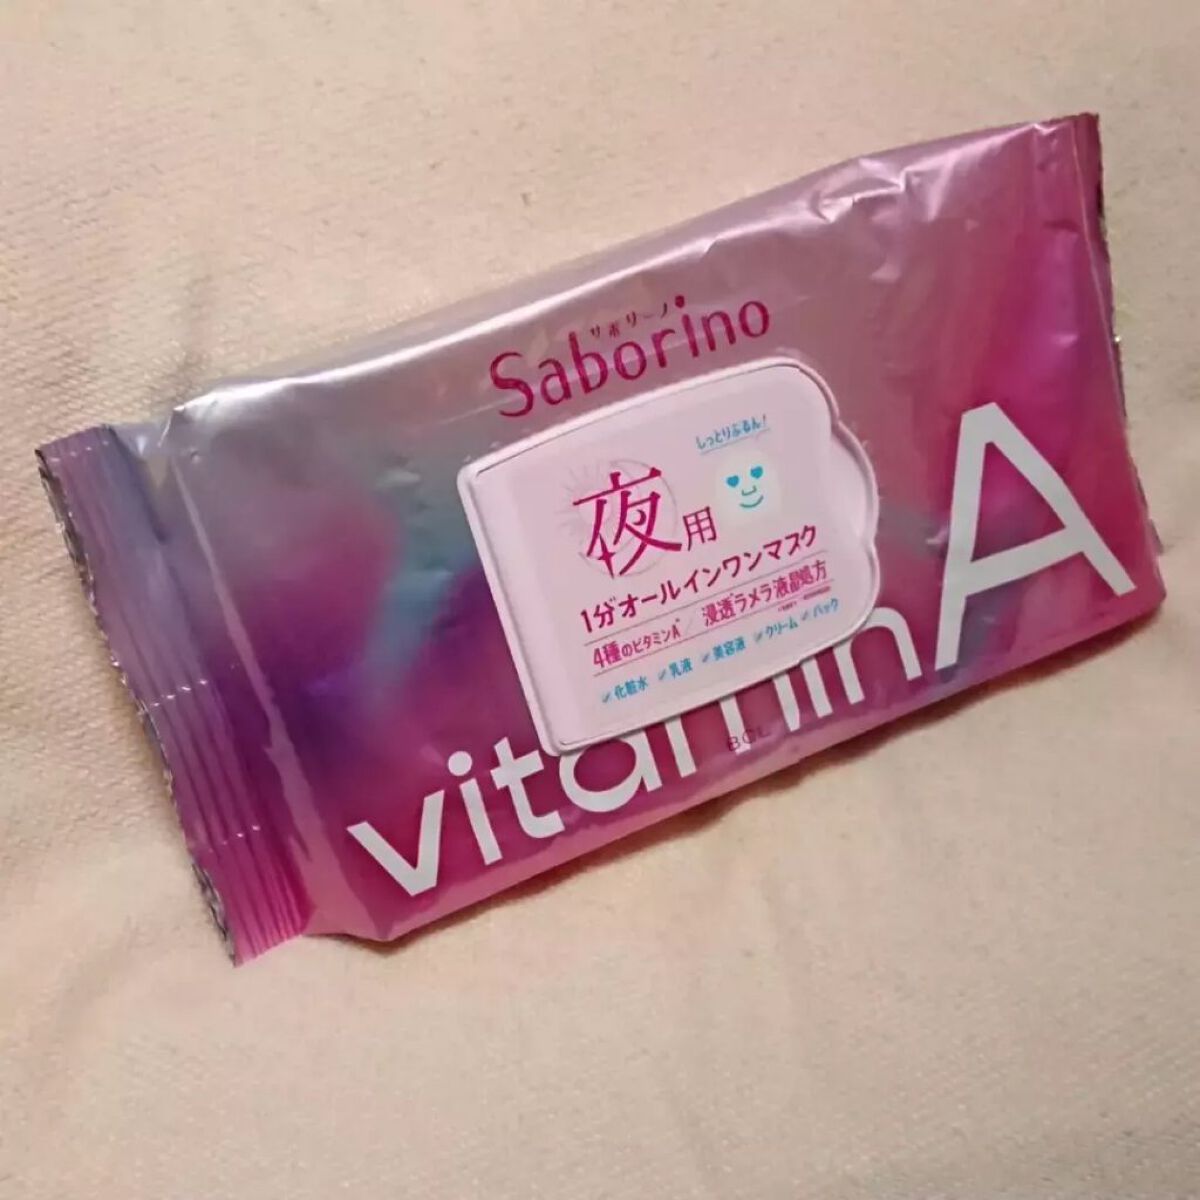 サボリーノ
Saborino
しっとりぷるん!
夜用
1分オールインワンマスク
4種のビタミンA* / 浸透ラメラ液晶処方
✓化粧水 ✓乳液 ✓美容液 ✓クリーム ✓パック
vitaminA
BCL